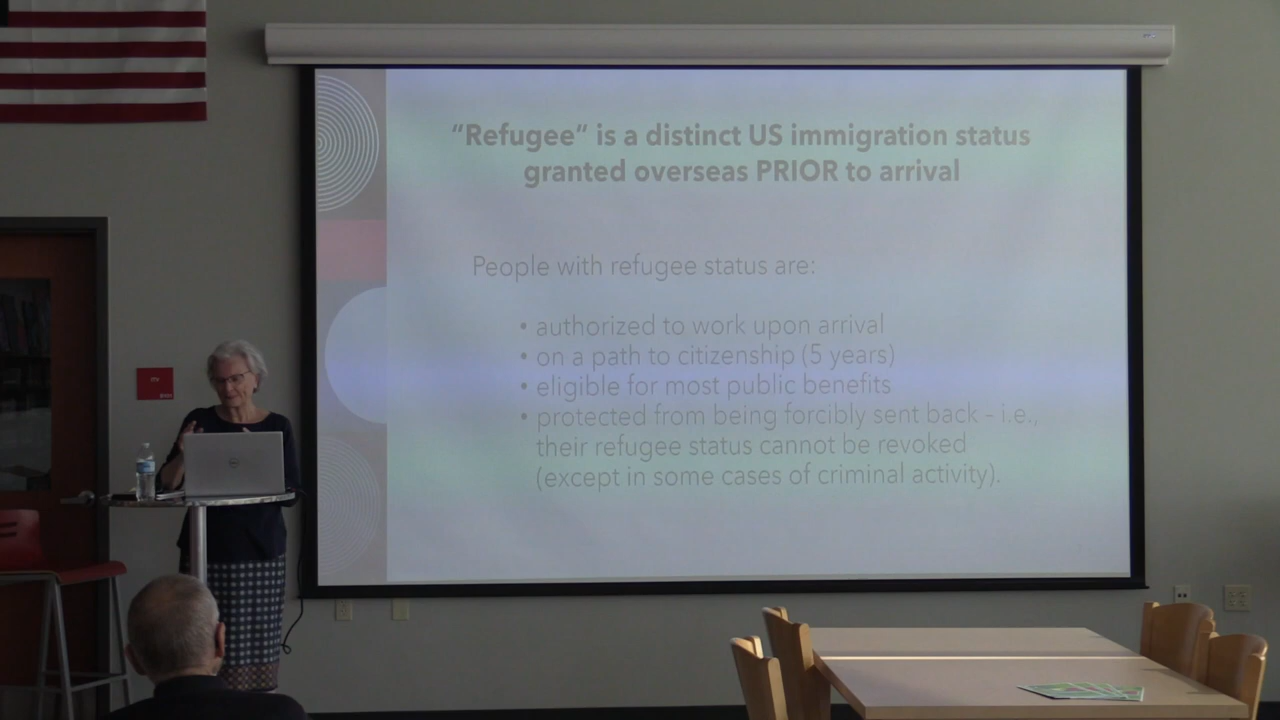 “Refugee“ is a distinct US immigration status
granted overseas PRIOR to arrival
People with refugee status are:
• authorized to work upon arrival
• on a path to citizenship (5 years)
• eligible for most public benefits
• protected from being forcibly sent back – i.e.,
their refugee status cannot be revoked
(except in some cases of criminal activity).